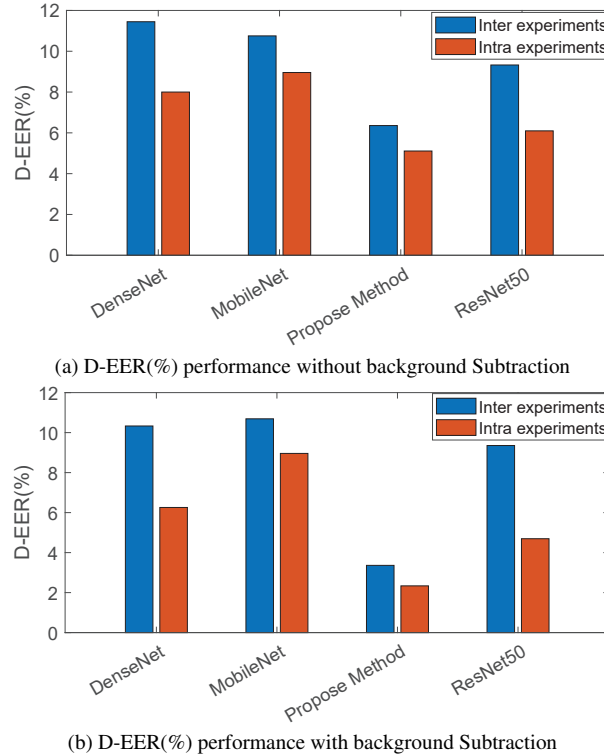 12
10
8
6
4
2
0
D-EER(%)
Inter experiments
Intra experiments
DenseNet
MobileNet
Propose Method
ResNet50
(a) D-EER(%) performance without background Subtraction
12
10
8
6
4
2
0
D-EER(%)
Inter experiments
Intra experiments
DenseNet
MobileNet
Propose Method
ResNet50
(b) D-EER(%) performance with background Subtraction